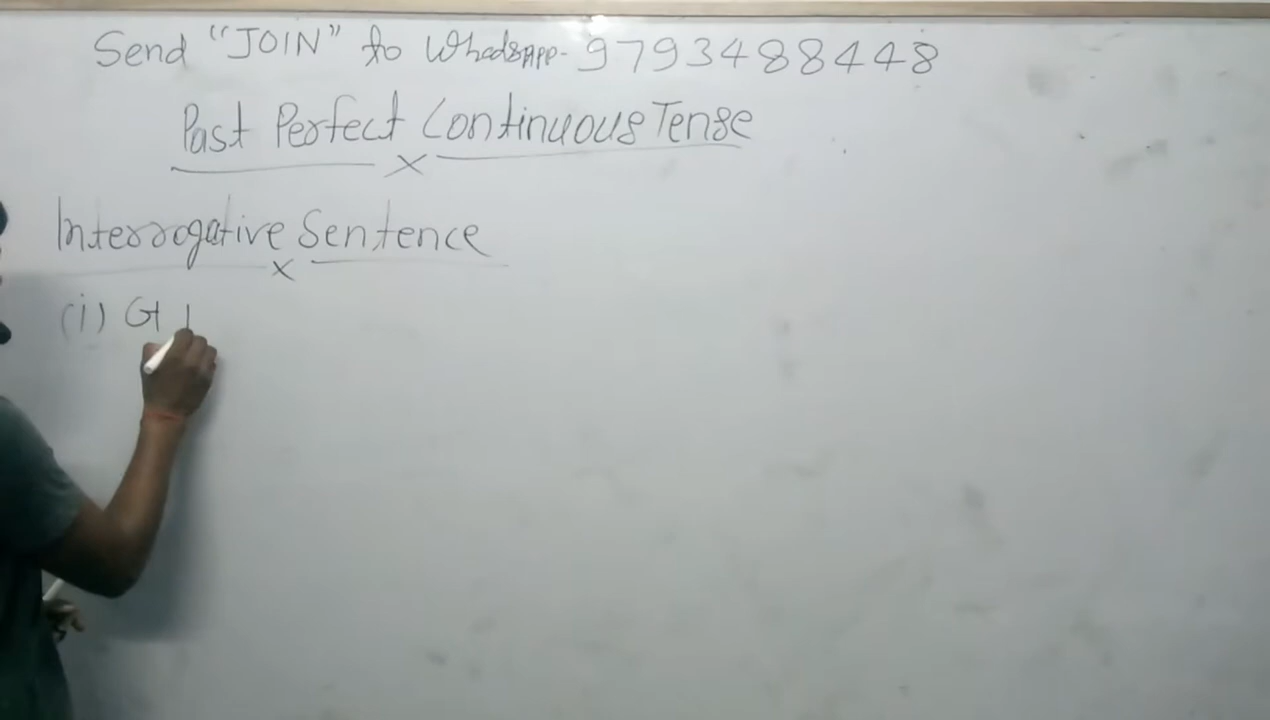 Send "JOIN" to WhatsApp- 9793488448
Past Perfect Continuous Tense
Interrogative Sentence
(i)